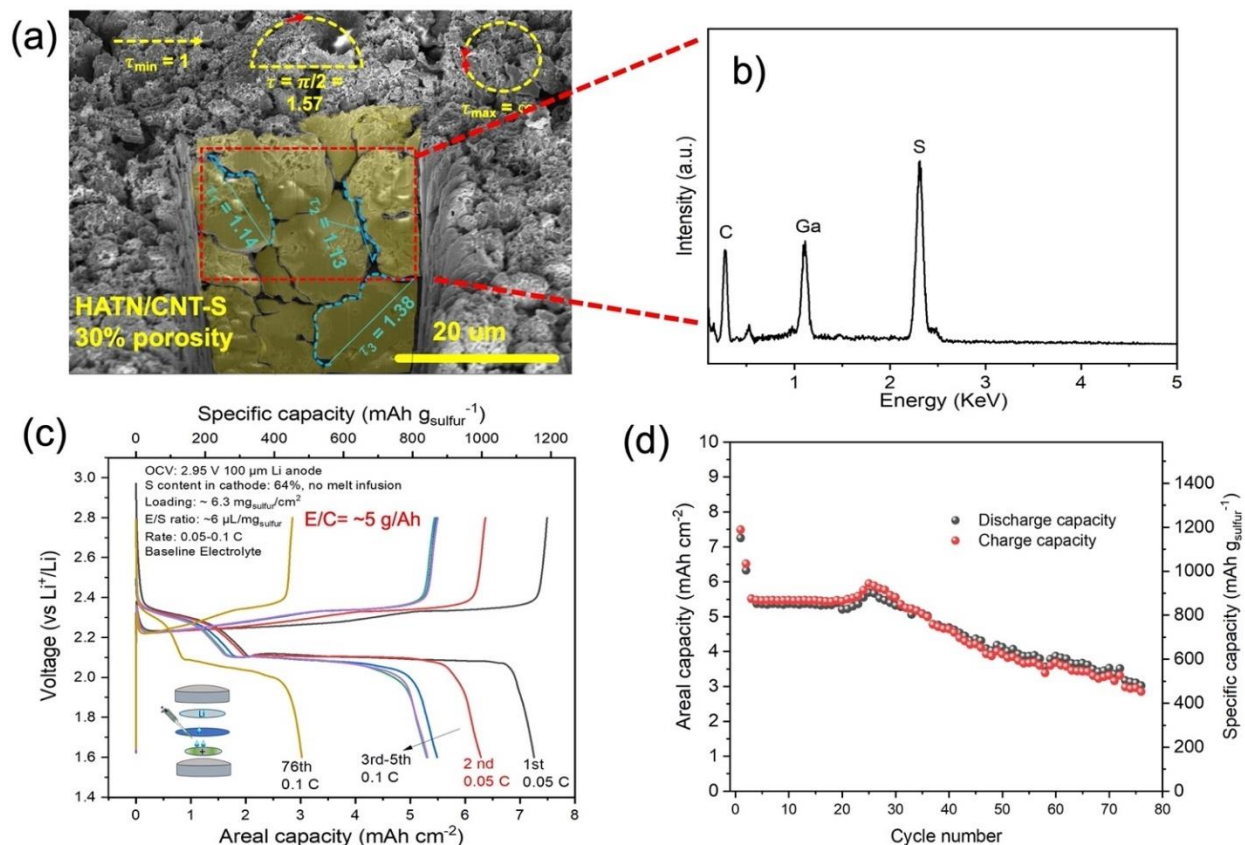 (a)
τmin = 1
τ = π/2 =
1.57
τmax = ∞
τ1 = 1.14
τ2 = 1.13
τ3 = 1.38
HATN/CNT-S
30% porosity
20 um
b)
Intensity (a.u.)
C
Ga
S
1
2
3
4
5
Energy (KeV)
(c)
Specific capacity (mAh gsulfur⁻¹)
0 200 400 600 800 1000 1200
OCV: 2.95 V 100 µm Li anode
S content in cathode: 64%, no melt infusion
Loading: ~ 6.3 mgsulfur/cm²
E/S ratio: ~6 µL/mgsulfur
Rate: 0.05-0.1 C
Baseline Electrolyte
E/C= ~5 g/Ah
Voltage (vs Li⁺/Li)
3.0
2.8
2.6
2.4
2.2
2.0
1.8
1.6
1.4
Li
+
76th
0.1 C
3rd-5th
0.1 C
2 nd
0.05 C
1st
0.05 C
0 1 2 3 4 5 6 7 8
Areal capacity (mAh cm⁻²)
(d)
Areal capacity (mAh cm⁻²)
10
9
8
7
6
5
4
3
2
1
0
Discharge capacity
Charge capacity
1400
1200
1000
800
600
400
200
0
Specific capacity (mAh gsulfur⁻¹)
0 10 20 30 40 50 60 70 80
Cycle number